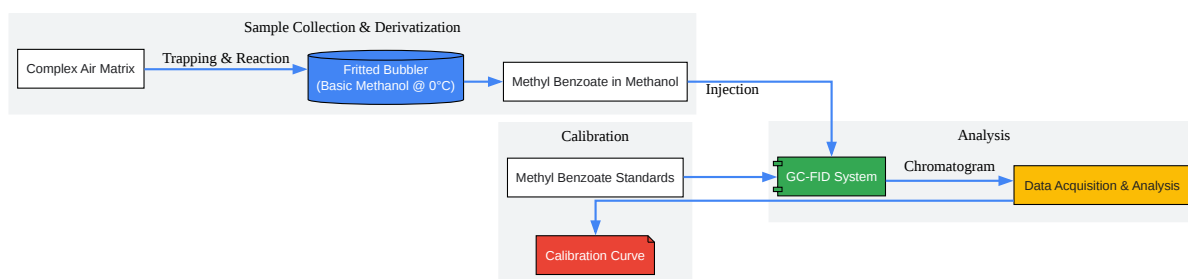 Sample Collection & Derivatization
Complex Air Matrix
Trapping & Reaction
Fritted Bubbler
(Basic Methanol @ 0°C)
Methyl Benzoate in Methanol
Injection
Calibration
Methyl Benzoate Standards
Calibration Curve
Analysis
GC-FID System
Chromatogram
Data Acquisition & Analysis